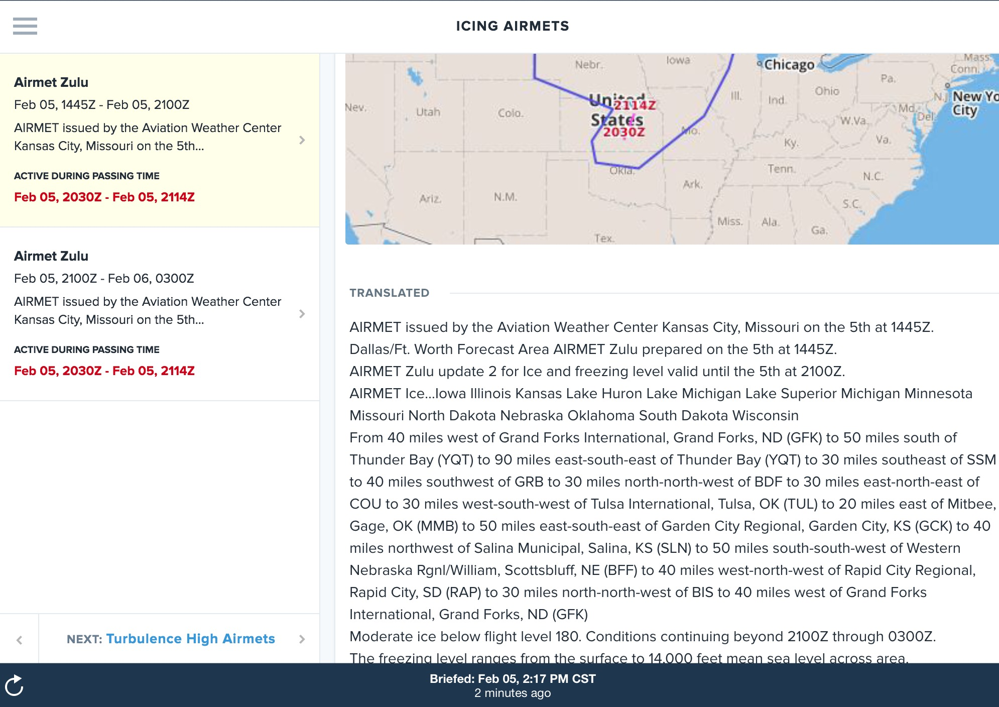 ICING AIRMETS
Airmet Zulu
Feb 05, 1445Z - Feb 05, 2100Z
AIRMET issued by the Aviation Weather Center
Kansas City, Missouri on the 5th...
ACTIVE DURING PASSING TIME
Feb 05, 2030Z - Feb 05, 2114Z
Airmet Zulu
Feb 05, 2100Z - Feb 06, 0300Z
AIRMET issued by the Aviation Weather Center
Kansas City, Missouri on the 5th...
ACTIVE DURING PASSING TIME
Feb 05, 2030Z - Feb 05, 2114Z
NEXT: Turbulence High Airmets
Nebr.
Iowa
Chicago
Mass
Conn.
Pa.
Nev.
Utah
Colo.
United
States
2114Z
2030Z
Mo.
Ill.
Ind.
Ohio
N.J
New Yo
City
Md.
Del
W.Va.
Va.
Ky.
Okla.
Tenn.
N.C.
Ariz.
N.M.
Ark.
S.C.
Miss.
Ala.
Ga.
Tex.
TRANSLATED
AIRMET issued by the Aviation Weather Center Kansas City, Missouri on the 5th at 1445Z.
Dallas/Ft. Worth Forecast Area AIRMET Zulu prepared on the 5th at 1445Z.
AIRMET Zulu update 2 for Ice and freezing level valid until the 5th at 2100Z.
AIRMET Ice...Iowa Illinois Kansas Lake Huron Lake Michigan Lake Superior Michigan Minnesota
Missouri North Dakota Nebraska Oklahoma South Dakota Wisconsin
From 40 miles west of Grand Forks International, Grand Forks, ND (GFK) to 50 miles south of
Thunder Bay (YQT) to 90 miles east-south-east of Thunder Bay (YQT) to 30 miles southeast of SSM
to 40 miles southwest of GRB to 30 miles north-north-west of BDF to 30 miles east-north-east of
COU to 30 miles west-south-west of Tulsa International, Tulsa, OK (TUL) to 20 miles east of Mitbee,
Gage, OK (MMB) to 50 miles east-south-east of Garden City Regional, Garden City, KS (GCK) to 40
miles northwest of Salina Municipal, Salina, KS (SLN) to 50 miles south-south-west of Western
Nebraska Rgnl/William, Scottsbluff, NE (BFF) to 40 miles west-north-west of Rapid City Regional,
Rapid City, SD (RAP) to 30 miles north-north-west of BIS to 40 miles west of Grand Forks
International, Grand Forks, ND (GFK)
Moderate ice below flight level 180. Conditions continuing beyond 2100Z through 0300Z.
The freezing level ranges from the surface to 14,000 feet mean sea level across area.
Briefed: Feb 05, 2:17 PM CST
2 minutes ago